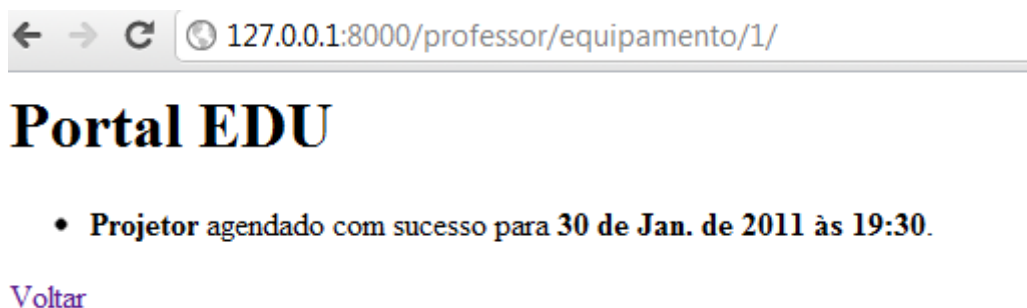 127.0.0.1:8000/professor/equipamento/1/
Portal EDU
Projetor agendado com sucesso para 30 de Jan. de 2011 às 19:30.
Voltar